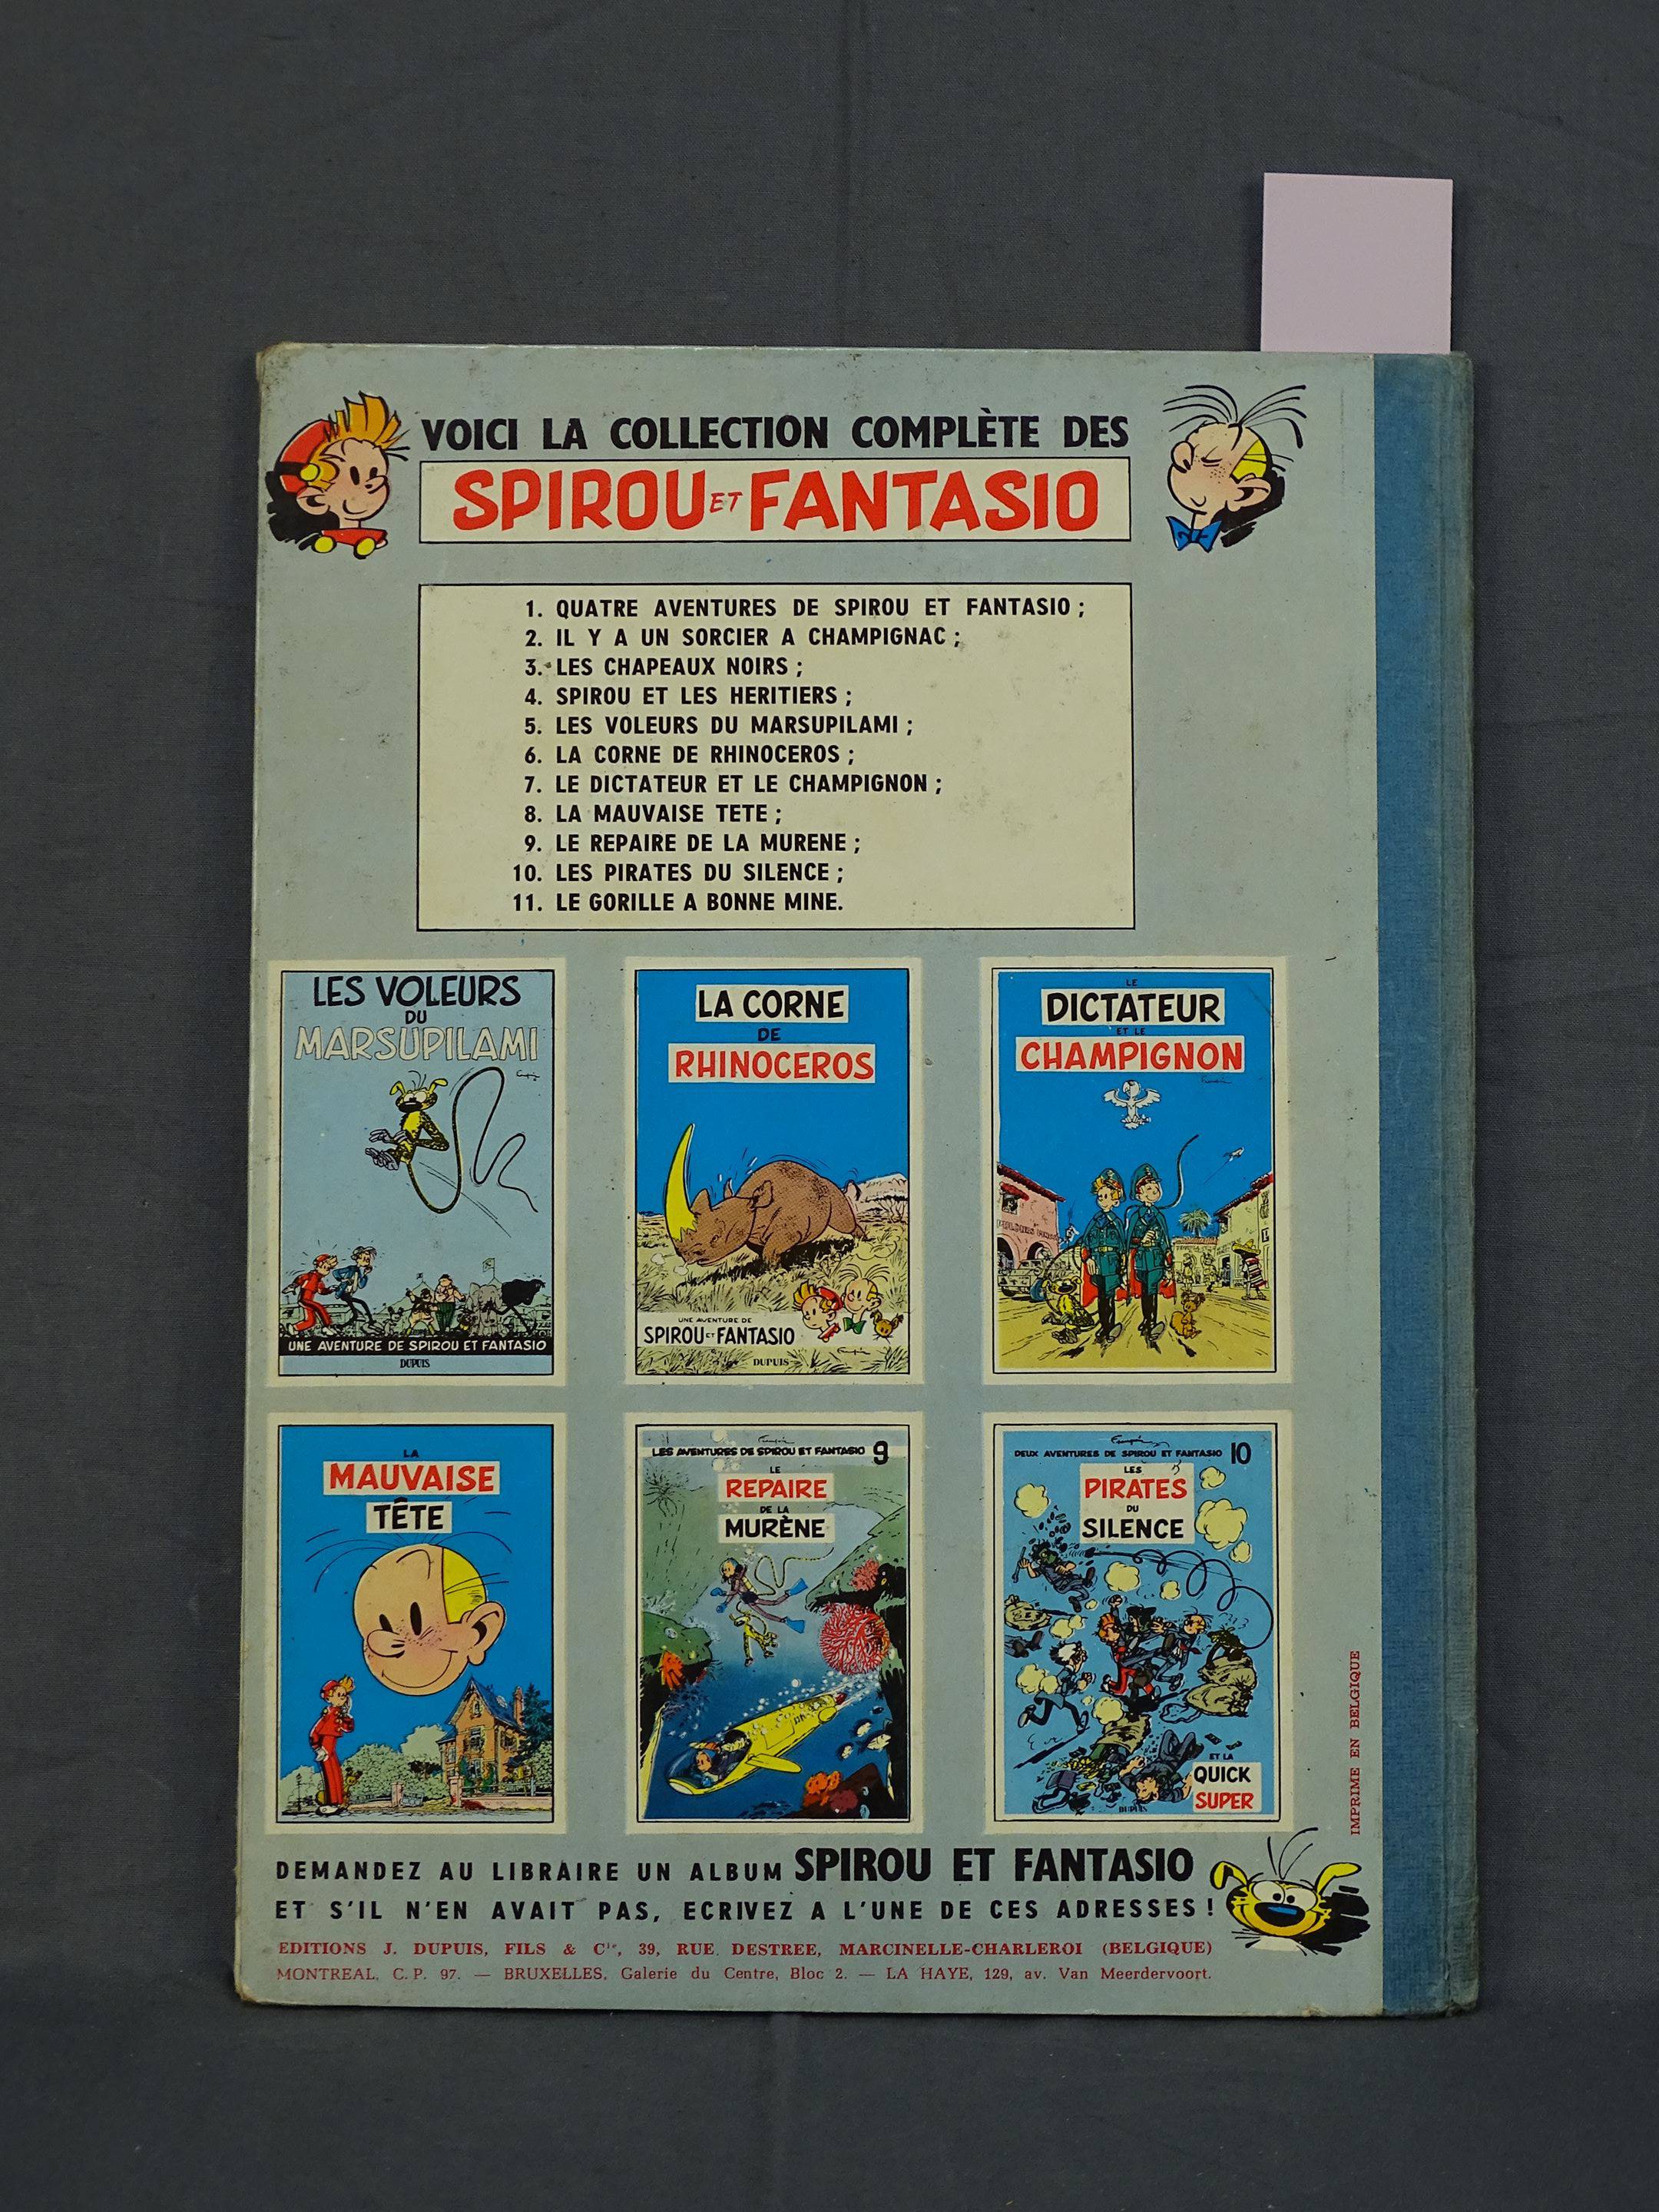 VOICI LA COLLECTION COMPLÈTE DES
SPIROU ET FANTASIO
1. QUATRE AVENTURES DE SPIROU ET FANTASIO ;
2. IL Y A UN SORCIER A CHAMPIGNAC ;
3. LES CHAPEAUX NOIRS ;
4. SPIROU ET LES HERITIERS ;
5. LES VOLEURS DU MARSUPILAMI ;
6. LA CORNE DE RHINOCEROS ;
7. LE DICTATEUR ET LE CHAMPIGNON ;
8. LA MAUVAISE TETE ;
9. LE REPAIRE DE LA MURENE ;
10. LES PIRATES DU SILENCE ;
11. LE GORILLE A BONNE MINE.
LES VOLEURS
DU
MARSUPILAMI
UNE AVENTURE DE SPIROU ET FANTASIO
DUPUIS
LA CORNE
DE
RHINOCEROS
UNE AVENTURE DE
SPIROU ET FANTASIO
DUPUIS
LE
DICTATEUR
ET LE
CHAMPIGNON
LA
MAUVAISE
TÊTE
Franquin
LES AVENTURES DE SPIROU ET FANTASIO 9
LE
REPAIRE
DE LA
MURÈNE
Franquin
DEUX AVENTURES DE SPIROU ET FANTASIO 10
LES
PIRATES
DU
SILENCE
ET LA
QUICK
SUPER
DUPUIS
IMPRIME EN BELGIQUE
DEMANDEZ AU LIBRAIRE UN ALBUM SPIROU ET FANTASIO
ET S'IL N'EN AVAIT PAS, ECRIVEZ A L'UNE DE CES ADRESSES !
EDITIONS J. DUPUIS, FILS & Cie, 39, RUE DESTREE, MARCINELLE-CHARLEROI (BELGIQUE)
MONTREAL, C.P. 97. — BRUXELLES, Galerie du Centre, Bloc 2. — LA HAYE, 129, av. Van Meerdervoort.